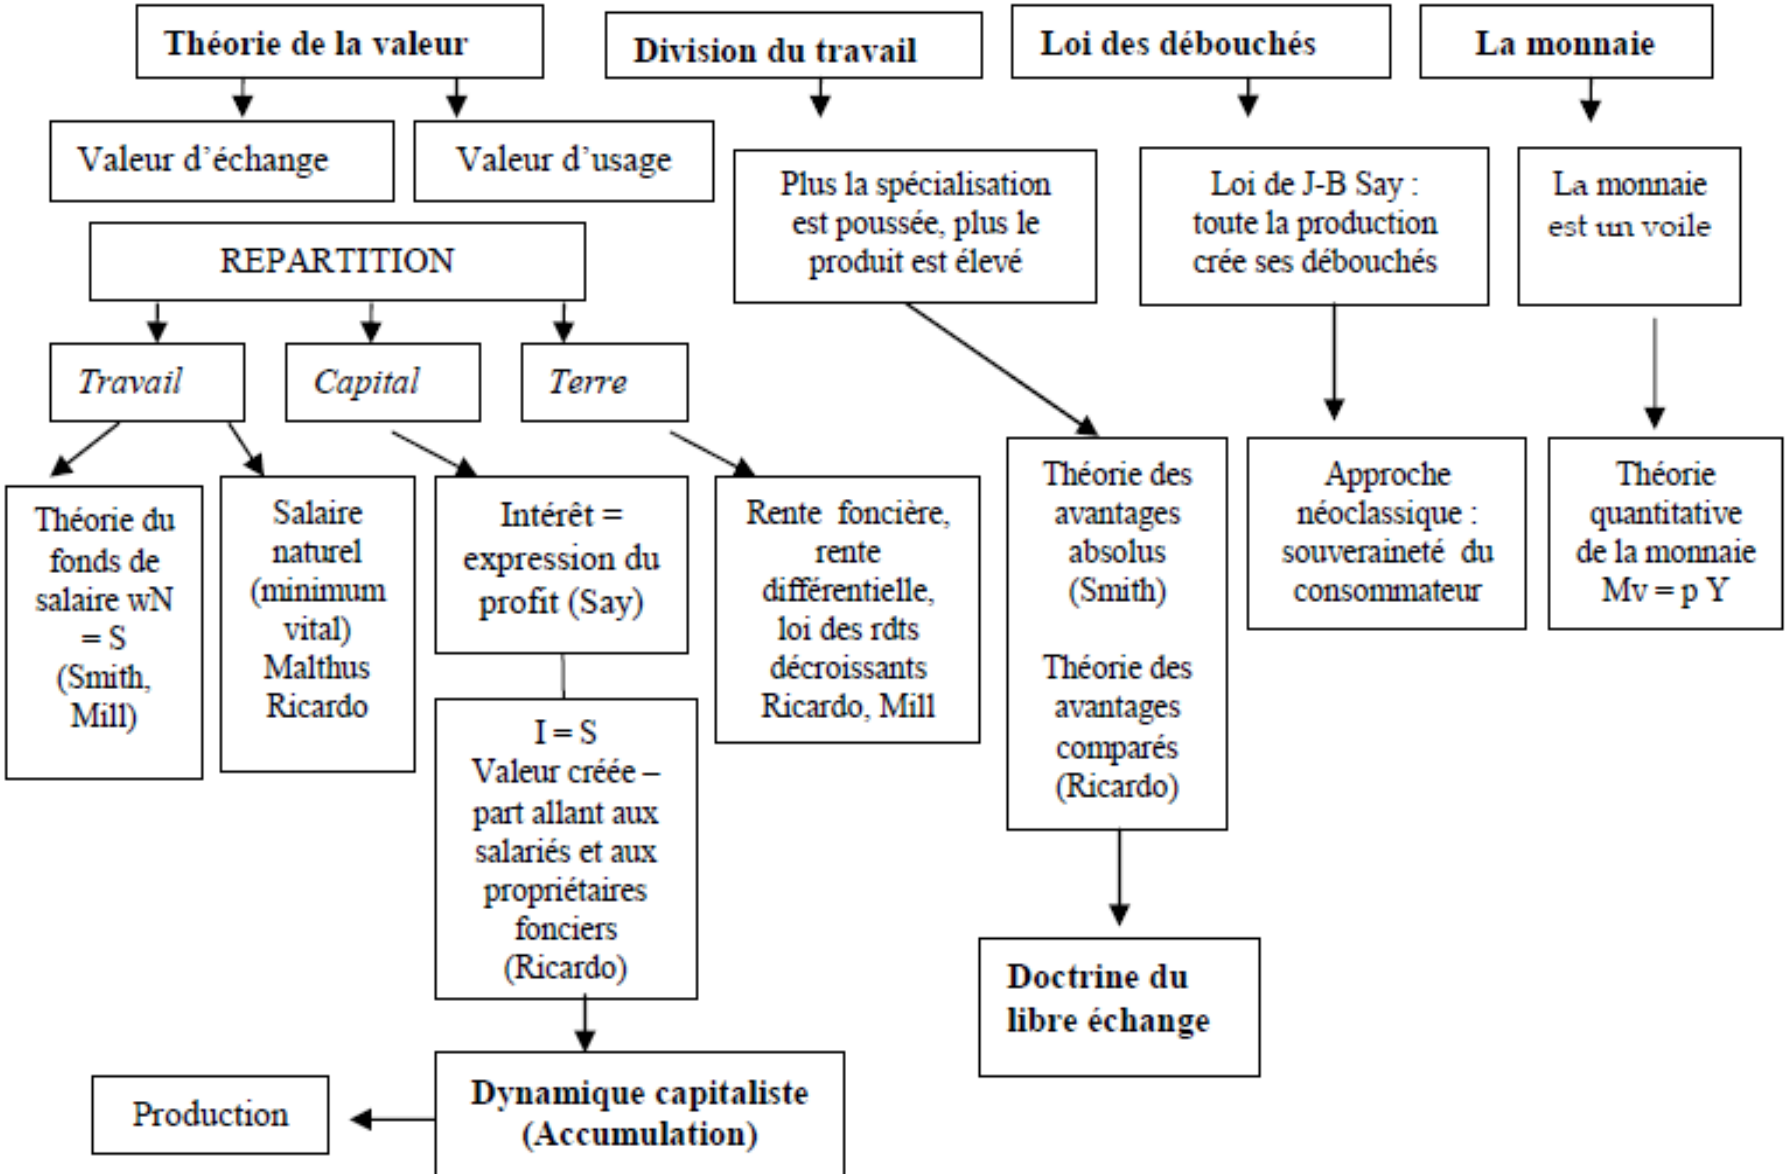 Théorie de la valeur
Division du travail
Loi des débouchés
La monnaie
Valeur d'échange
Valeur d'usage
Plus la spécialisation
est poussée, plus le
produit est élevé
Loi de J-B Say :
toute la production
crée ses débouchés
La monnaie
est un voile
REPARTITION
Travail
Capital
Terre
Théorie du
fonds de
salaire wN
= S
(Smith,
Mill)
Salaire
naturel
(minimum
vital)
Malthus
Ricardo
Intérêt =
expression du
profit (Say)
Rente foncière,
rente
différentielle,
loi des rdts
décroissants
Ricardo, Mill
Théorie des
avantages
absolus
(Smith)
Théorie des
avantages
comparés
(Ricardo)
Approche
néoclassique :
souveraineté du
consommateur
Théorie
quantitative
de la monnaie
Mv = p Y
I = S
Valeur créée –
part allant aux
salariés et aux
propriétaires
fonciers
(Ricardo)
Doctrine du
libre échange
Production
Dynamique capitaliste
(Accumulation)